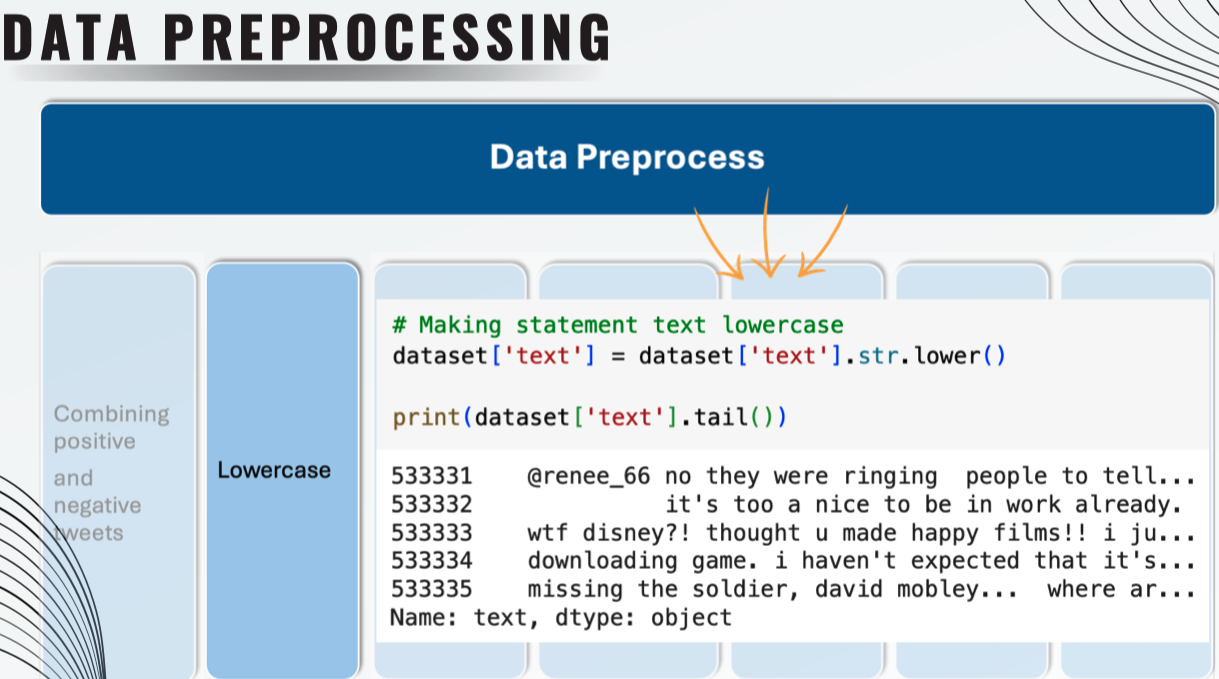 DATA PREPROCESSING
Data Preprocess
Combining
positive
and
negative
tweets
Lowercase
# Making statement text lowercase
dataset['text'] = dataset['text'].str.lower()
print(dataset['text'].tail())
533331    @renee_66 no they were ringing  people to tell...
533332            it's too a nice to be in work already.
533333    wtf disney?! thought u made happy films!! i ju...
533334    downloading game. i haven't expected that it's...
533335    missing the soldier, david mobley...  where ar...
Name: text, dtype: object